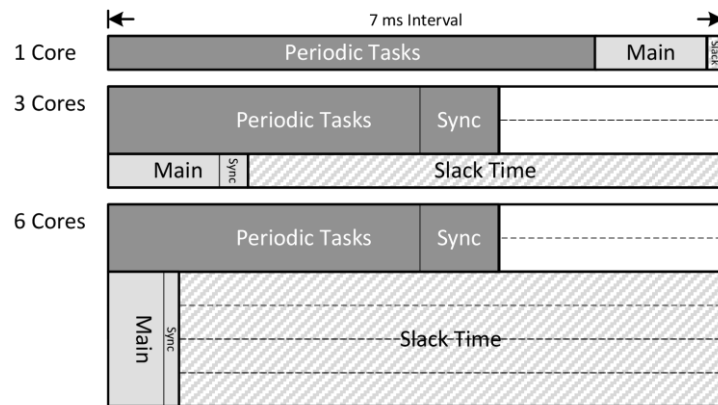 7 ms Interval
1 Core
Periodic Tasks
Main
Slack
3 Cores
Periodic Tasks
Sync
Main
Sync
Slack Time
6 Cores
Periodic Tasks
Sync
Main
Sync
Slack Time